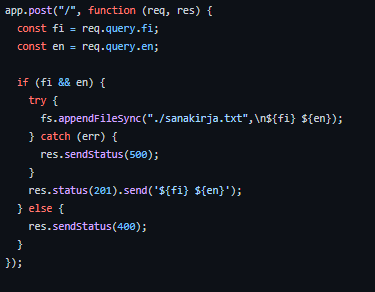 app.post("/", function (req, res) {
  const fi = req.query.fi;
  const en = req.query.en;

  if (fi && en) {
    try {
      fs.appendFileSync("./sanakirja.txt",\n${fi} ${en});
    } catch (err) {
      res.sendStatus(500);
    }
    res.status(201).send('${fi} ${en}');
  } else {
    res.sendStatus(400);
  }
});